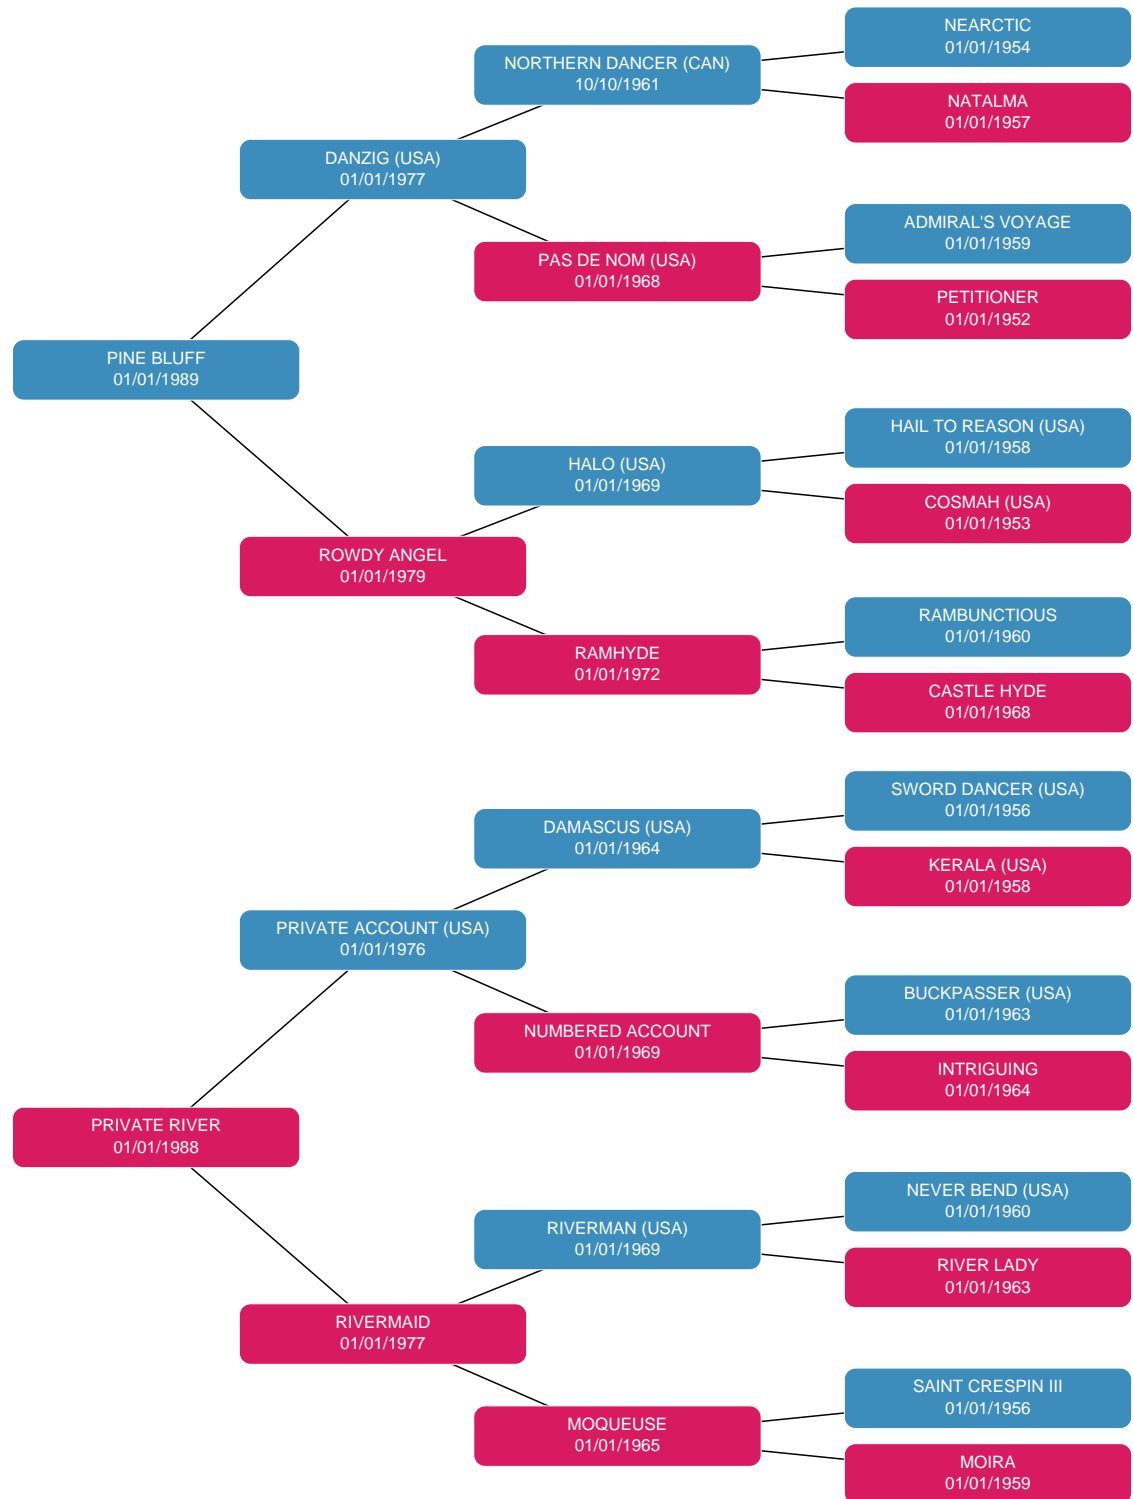 NEARCTIC
01/01/1954
NORTHERN DANCER (CAN)
10/10/1961
NATALMA
01/01/1957
DANZIG (USA)
01/01/1977
ADMIRAL'S VOYAGE
01/01/1959
PAS DE NOM (USA)
01/01/1968
PETITIONER
01/01/1952
PINE BLUFF
01/01/1989
HAIL TO REASON (USA)
01/01/1958
HALO (USA)
01/01/1969
COSMAH (USA)
01/01/1953
ROWDY ANGEL
01/01/1979
RAMBUNCTIOUS
01/01/1960
RAMHYDE
01/01/1972
CASTLE HYDE
01/01/1968
SWORD DANCER (USA)
01/01/1956
DAMASCUS (USA)
01/01/1964
KERALA (USA)
01/01/1958
PRIVATE ACCOUNT (USA)
01/01/1976
BUCKPASSER (USA)
01/01/1963
NUMBERED ACCOUNT
01/01/1969
INTRIGUING
01/01/1964
PRIVATE RIVER
01/01/1988
NEVER BEND (USA)
01/01/1960
RIVERMAN (USA)
01/01/1969
RIVER LADY
01/01/1963
RIVERMAID
01/01/1977
SAINT CRESPIN III
01/01/1956
MOQUEUSE
01/01/1965
MOIRA
01/01/1959